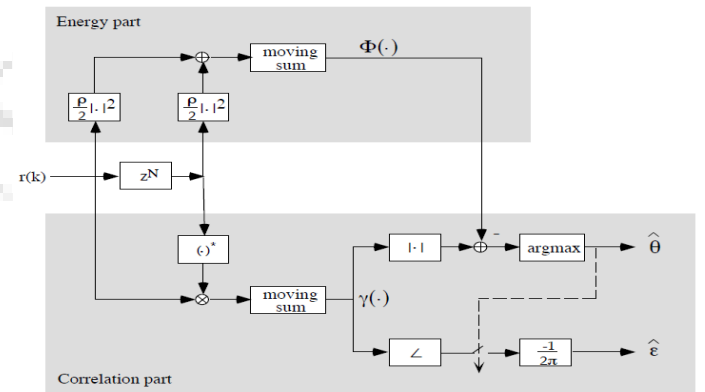 Energy part
moving
sum
Φ(·)
ρ/2 |·|²
ρ/2 |·|²
r(k)
z^N
(·)*
moving
sum
γ(·)
|·|
-
argmax
θ̂
∠
-1/2π
ε̂
Correlation part